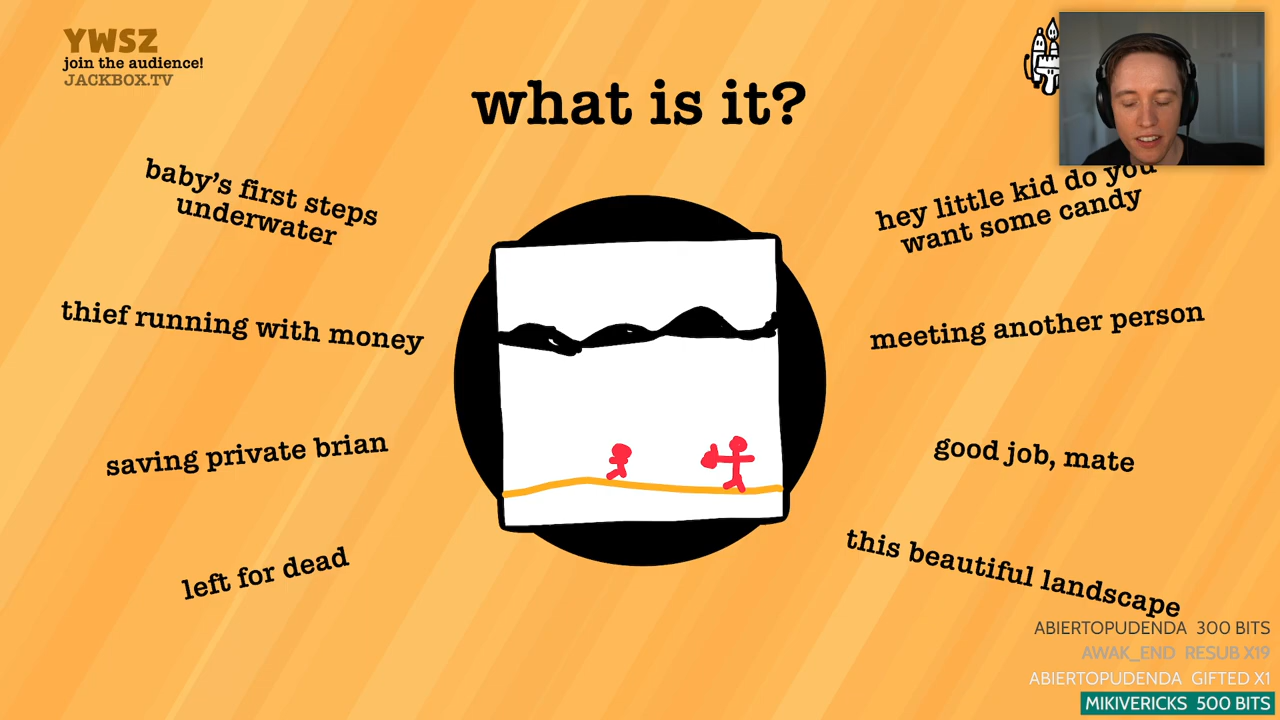 YWSZ
join the audience!
JACKBOX.TV
what is it?
baby's first steps
underwater
thief running with money
saving private brian
left for dead
hey little kid do you
want some candy
meeting another person
good job, mate
this beautiful landscape
ABIERTOPUDENDA 300 BITS
AWAK_END RESUB X19
ABIERTOPUDENDA GIFTED X1
MIKIVERICKS 500 BITS